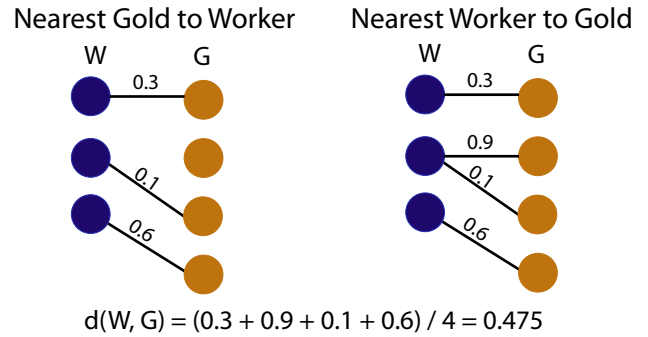 Nearest Gold to Worker
W G
0.3
0.1
0.6
Nearest Worker to Gold
W G
0.3
0.9
0.1
0.6
d(W, G) = (0.3 + 0.9 + 0.1 + 0.6) / 4 = 0.475